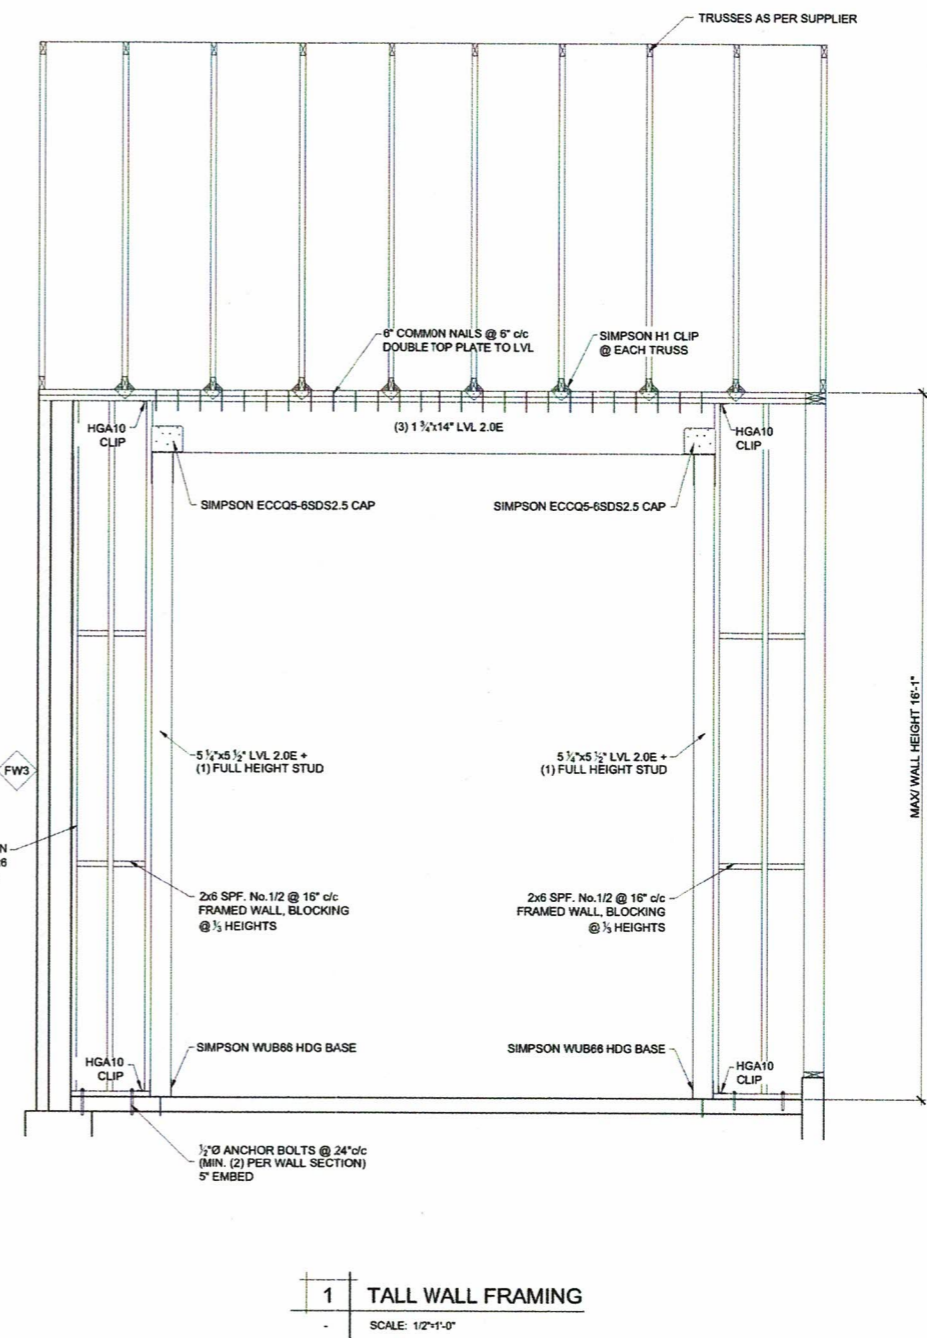 TRUSSES AS PER SUPPLIER
6" COMMON NAILS @ 6" c/c
DOUBLE TOP PLATE TO LVL
SIMPSON H1 CLIP
@ EACH TRUSS
HGA10
CLIP
(3) 1 ¾"x14" LVL 2.0E
HGA10
CLIP
SIMPSON ECCQ5-6SDS2.5 CAP
SIMPSON ECCQ5-6SDS2.5 CAP
MAX/ WALL HEIGHT 16'-1"
5 ¼"x5 ½" LVL 2.0E +
(1) FULL HEIGHT STUD
5 ¼"x5 ½" LVL 2.0E +
(1) FULL HEIGHT STUD
FW3
N
6
2x6 SPF. No.1/2 @ 16" c/c
FRAMED WALL, BLOCKING
@ ⅓ HEIGHTS
2x6 SPF. No.1/2 @ 16" c/c
FRAMED WALL, BLOCKING
@ ⅓ HEIGHTS
SIMPSON WUB66 HDG BASE
SIMPSON WUB66 HDG BASE
HGA10
CLIP
HGA10
CLIP
½"Ø ANCHOR BOLTS @ 24"c/c
(MIN. (2) PER WALL SECTION)
5" EMBED
1 TALL WALL FRAMING
- SCALE: 1/2"=1'-0"